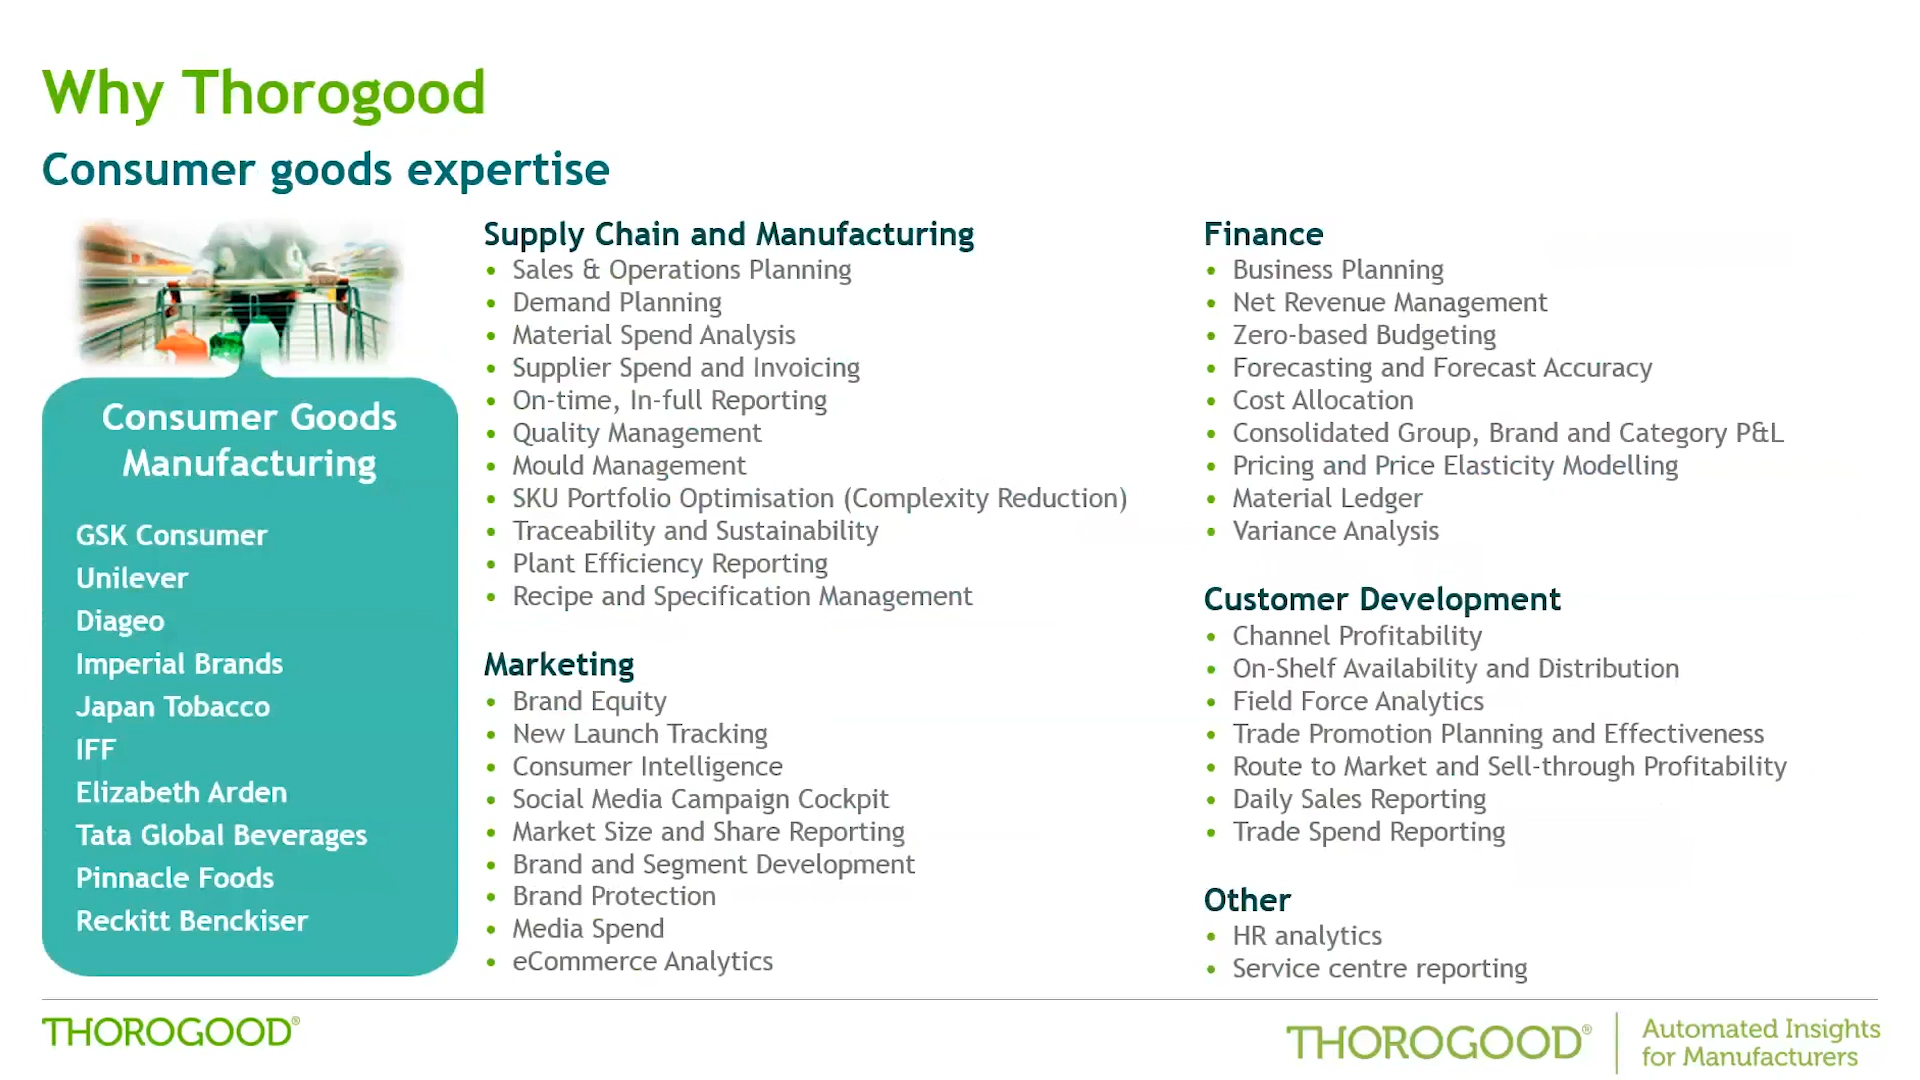 Why Thorogood
Consumer goods expertise
Consumer Goods
Manufacturing
GSK Consumer
Unilever
Diageo
Imperial Brands
Japan Tobacco
IFF
Elizabeth Arden
Tata Global Beverages
Pinnacle Foods
Reckitt Benckiser
Supply Chain and Manufacturing
• Sales & Operations Planning
• Demand Planning
• Material Spend Analysis
• Supplier Spend and Invoicing
• On-time, In-full Reporting
• Quality Management
• Mould Management
• SKU Portfolio Optimisation (Complexity Reduction)
• Traceability and Sustainability
• Plant Efficiency Reporting
• Recipe and Specification Management
Marketing
• Brand Equity
• New Launch Tracking
• Consumer Intelligence
• Social Media Campaign Cockpit
• Market Size and Share Reporting
• Brand and Segment Development
• Brand Protection
• Media Spend
• eCommerce Analytics
Finance
• Business Planning
• Net Revenue Management
• Zero-based Budgeting
• Forecasting and Forecast Accuracy
• Cost Allocation
• Consolidated Group, Brand and Category P&L
• Pricing and Price Elasticity Modelling
• Material Ledger
• Variance Analysis
Customer Development
• Channel Profitability
• On-Shelf Availability and Distribution
• Field Force Analytics
• Trade Promotion Planning and Effectiveness
• Route to Market and Sell-through Profitability
• Daily Sales Reporting
• Trade Spend Reporting
Other
• HR analytics
• Service centre reporting
THOROGOOD®
THOROGOOD®
Automated Insights
for Manufacturers